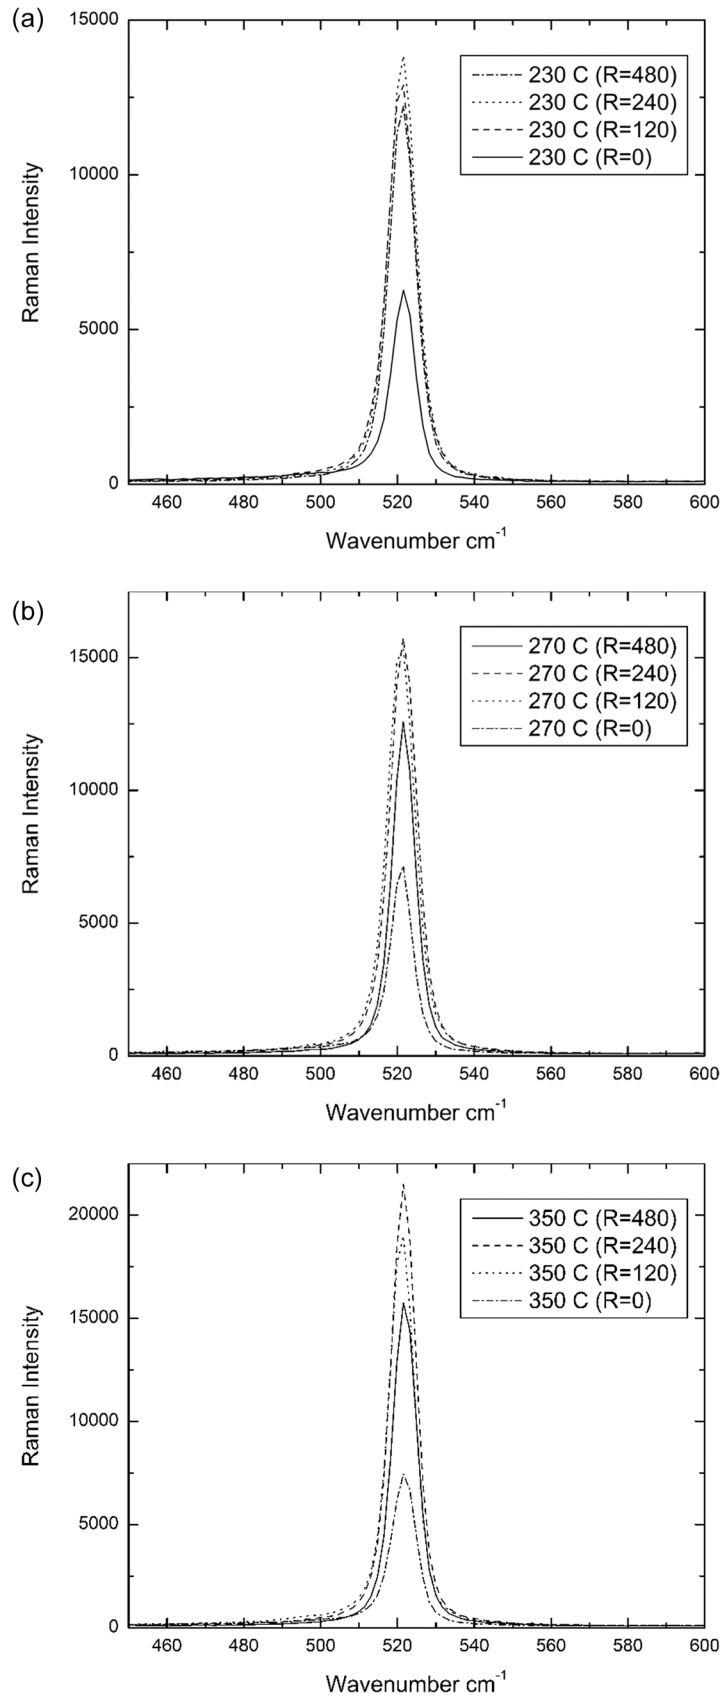 (a)
15000
10000
5000
0
Raman Intensity
230 C (R=480)
230 C (R=240)
230 C (R=120)
230 C (R=0)
460 480 500 520 540 560 580 600
Wavenumber cm-1
(b)
15000
10000
5000
0
Raman Intensity
270 C (R=480)
270 C (R=240)
270 C (R=120)
270 C (R=0)
460 480 500 520 540 560 580 600
Wavenumber cm-1
(c)
20000
15000
10000
5000
0
Raman Intensity
350 C (R=480)
350 C (R=240)
350 C (R=120)
350 C (R=0)
460 480 500 520 540 560 580 600
Wavenumber cm-1